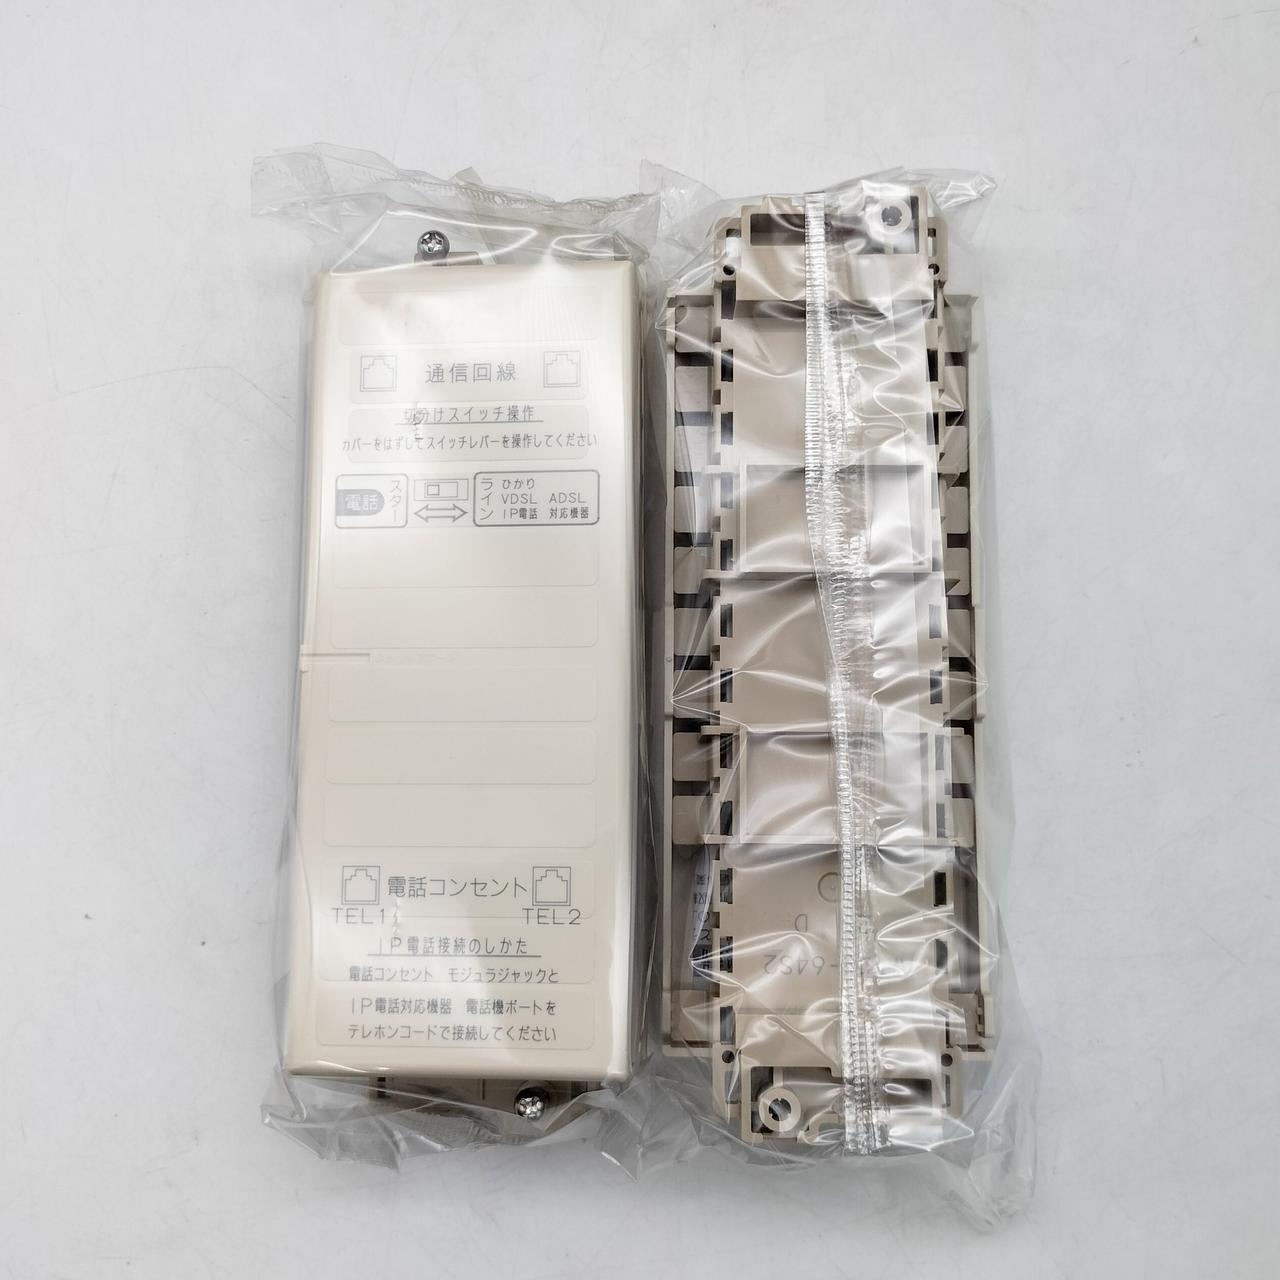 通信回線
切分けスイッチ操作
カバーをはずしてスイッチレバーを操作してください
電話 スター ライン ひかり
VDSL ADSL
IP電話 対応機器
電話コンセント
TEL1 TEL2
IP電話接続のしかた
電話コンセント モジュラジャックと
IP電話対応機器 電話機ポートを
テレホンコードで接続してください
D
-64S2